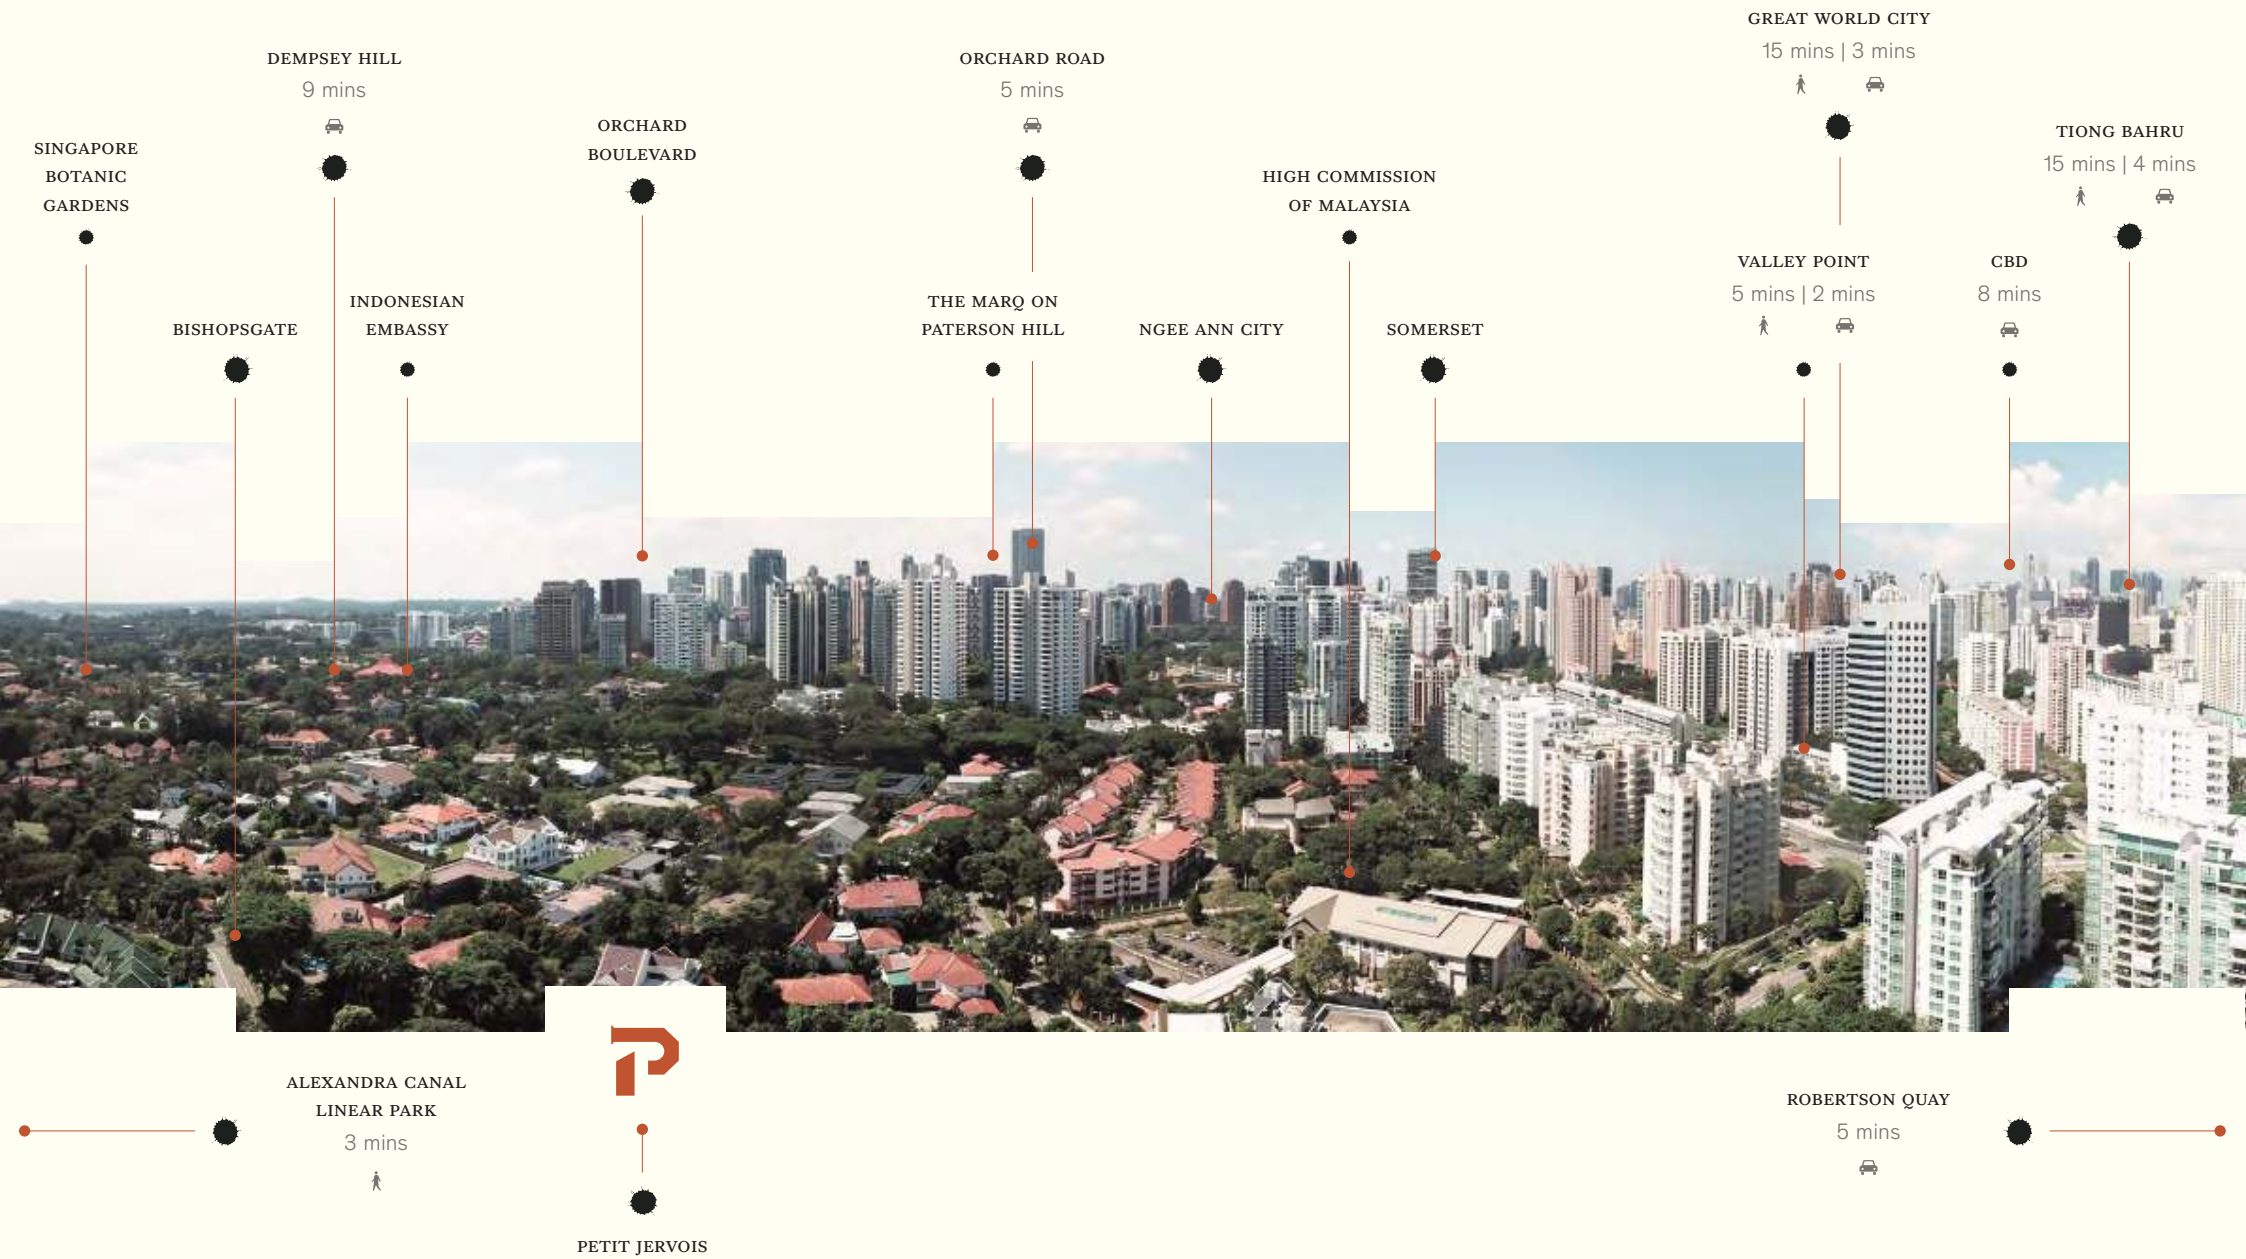 SINGAPORE
BOTANIC
GARDENS
BISHOPSGATE
DEMPSEY HILL
9 mins
INDONESIAN
EMBASSY
ORCHARD
BOULEVARD
ORCHARD ROAD
5 mins
THE MARQ ON
PATERSON HILL
NGEE ANN CITY
HIGH COMMISSION
OF MALAYSIA
SOMERSET
GREAT WORLD CITY
15 mins | 3 mins
VALLEY POINT
5 mins | 2 mins
CBD
8 mins
TIONG BAHRU
15 mins | 4 mins
ALEXANDRA CANAL
LINEAR PARK
3 mins
P
PETIT JERVOIS
ROBERTSON QUAY
5 mins